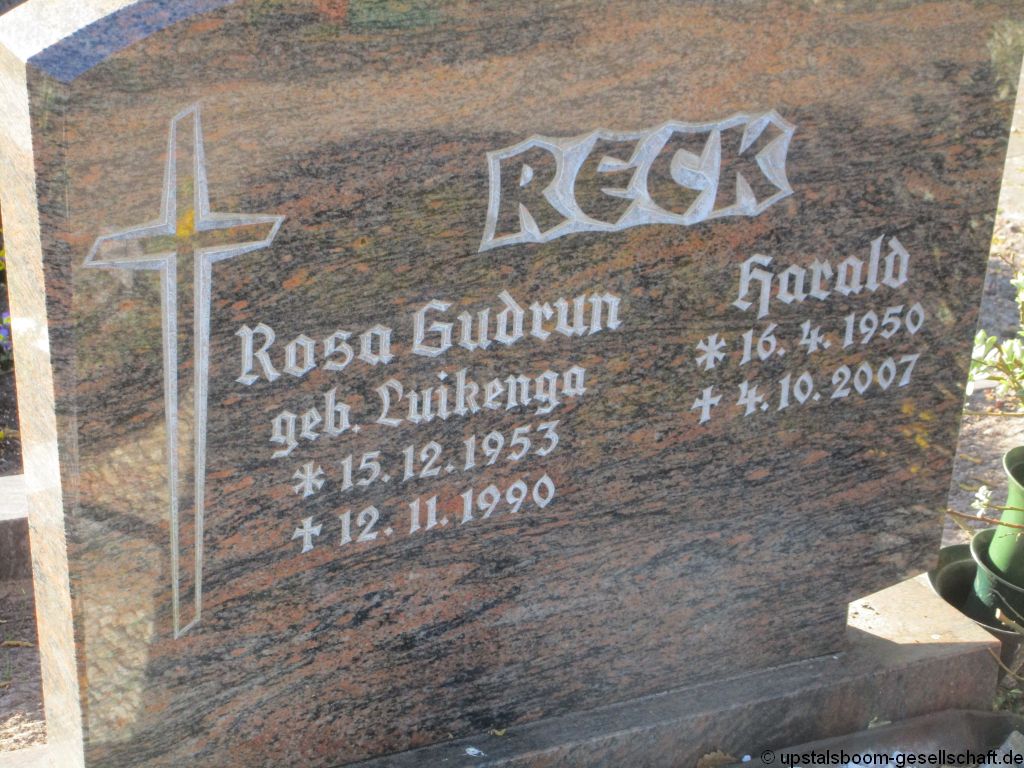 RECK
Rosa Gudrun
geb. Luikenga
* 15. 12. 1953
+ 12. 11. 1990
Harald
* 16. 4. 1950
+ 4. 10. 2007
© upstalsboom-gesellschaft.de